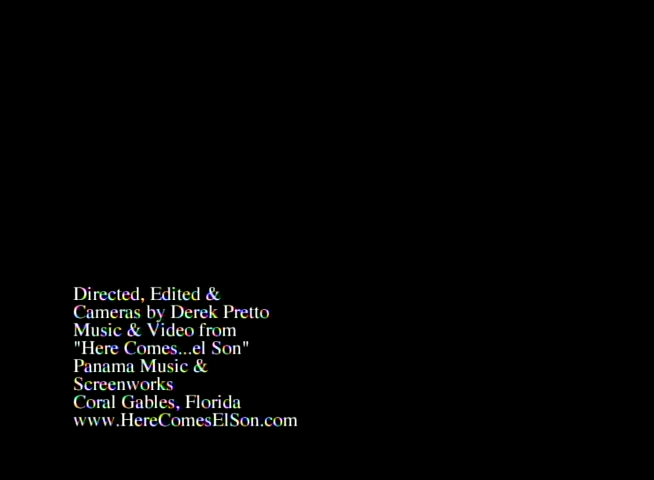 Directed, Edited &
Cameras by Derek Pretto
Music & Video from
"Here Comes...el Son"
Panama Music &
Screenworks
Coral Gables, Florida
www.HereComesElSon.com